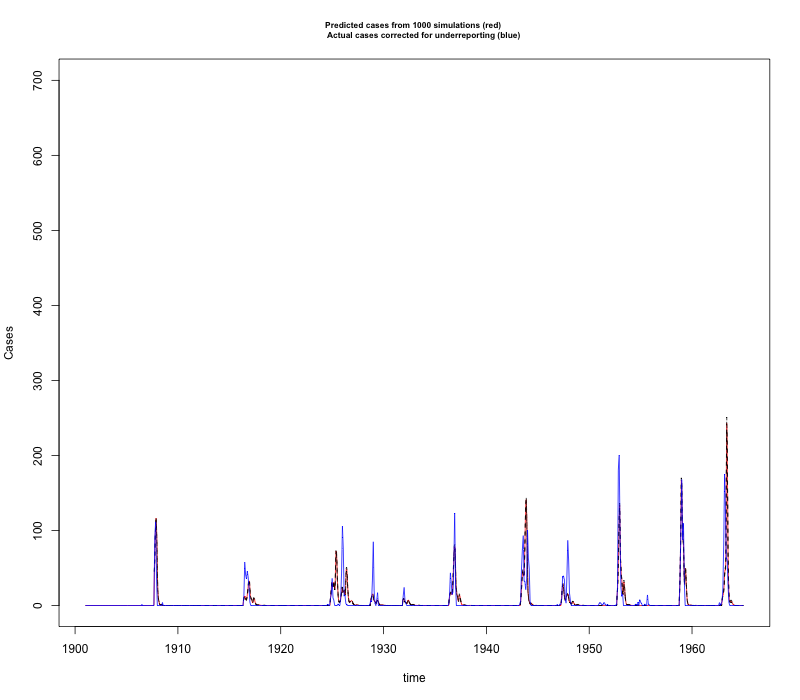 Predicted cases from 1000 simulations (red)
Actual cases corrected for underreporting (blue)
700
600
500
400
300
200
100
0
Cases
1900 1910 1920 1930 1940 1950 1960
time